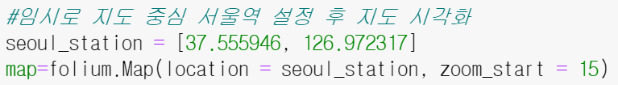 #임시로 지도 중심 서울역 설정 후 지도 시각화
seoul_station = [37.555946, 126.972317]
map=folium.Map(location = seoul_station, zoom_start = 15)